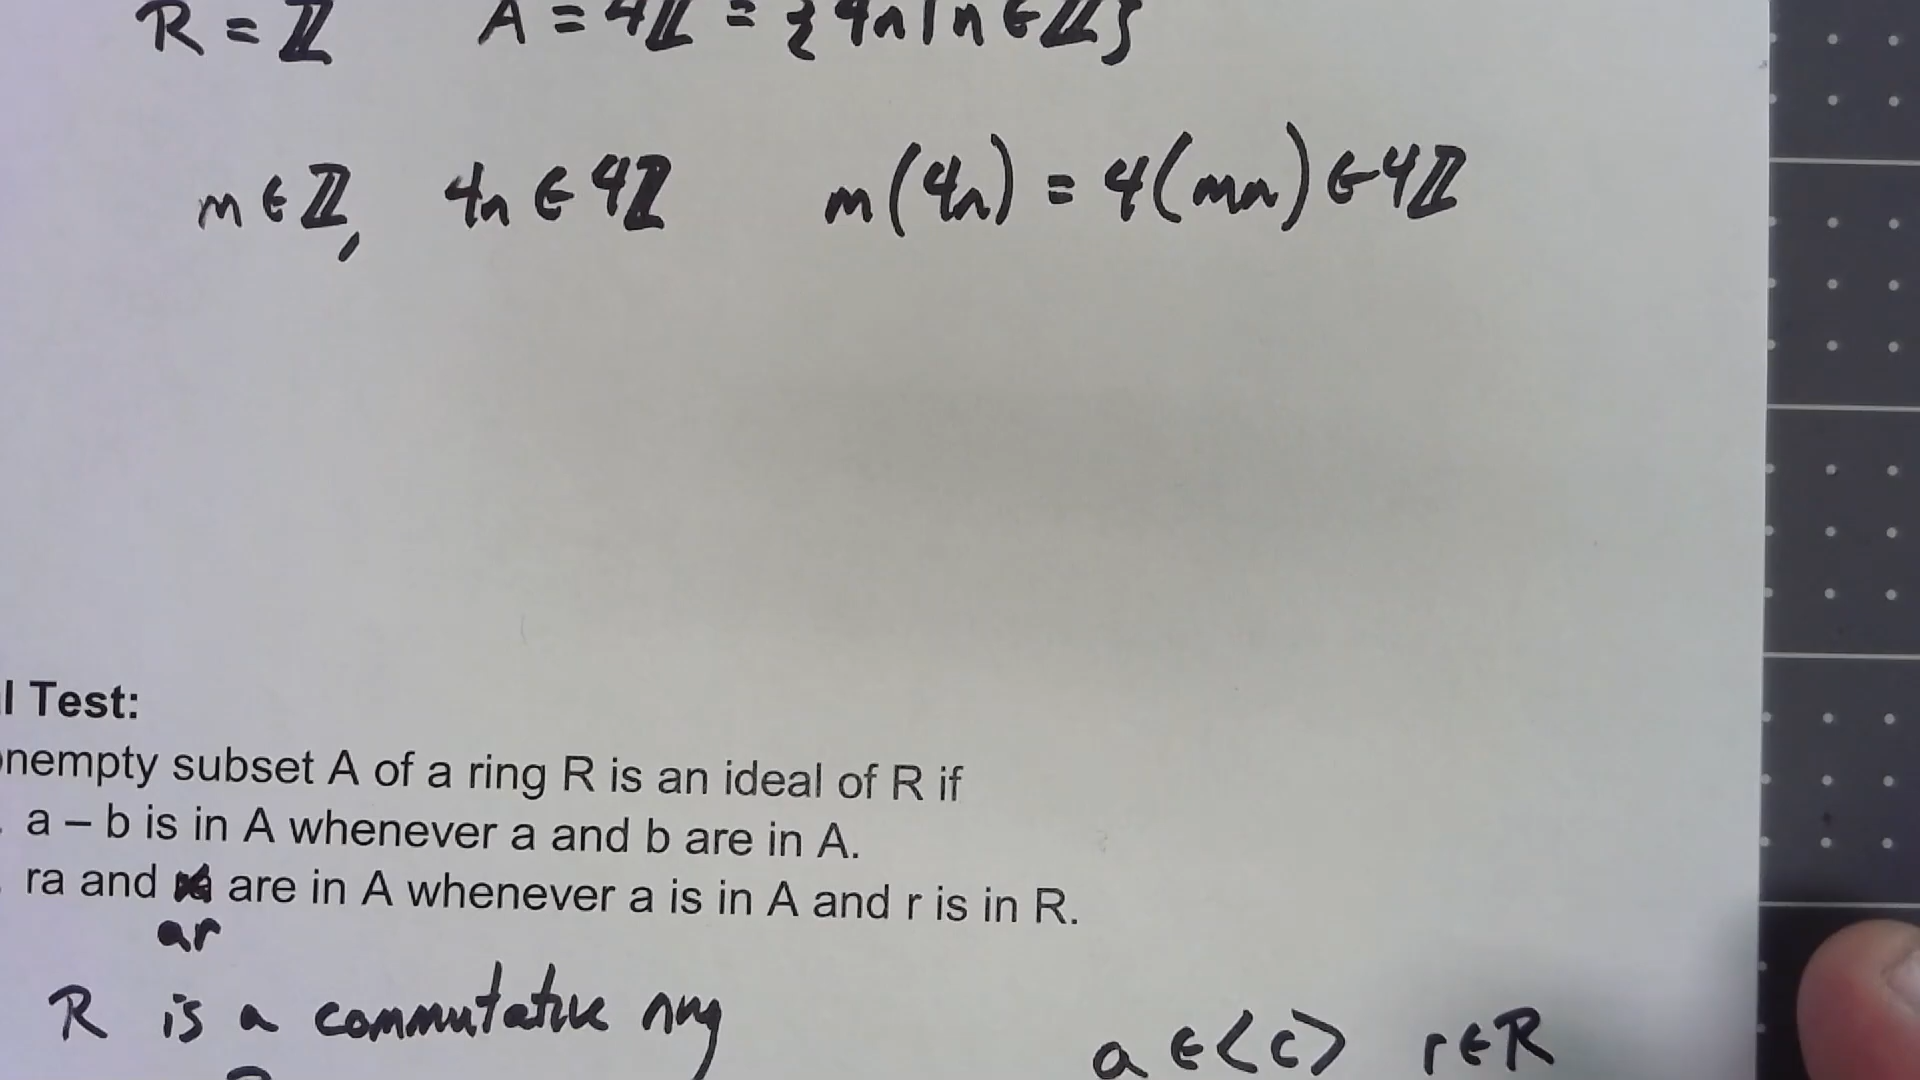 R = ℤ A = 4ℤ = {4n | n ∈ ℤ}
m ∈ ℤ, 4n ∈ 4ℤ m(4n) = 4(mn) ∈ 4ℤ
l Test:
nempty subset A of a ring R is an ideal of R if
a – b is in A whenever a and b are in A.
ra and are in A whenever a is in A and r is in R.
ar
R is a commutative ring
a ∈ <c> r ∈ R